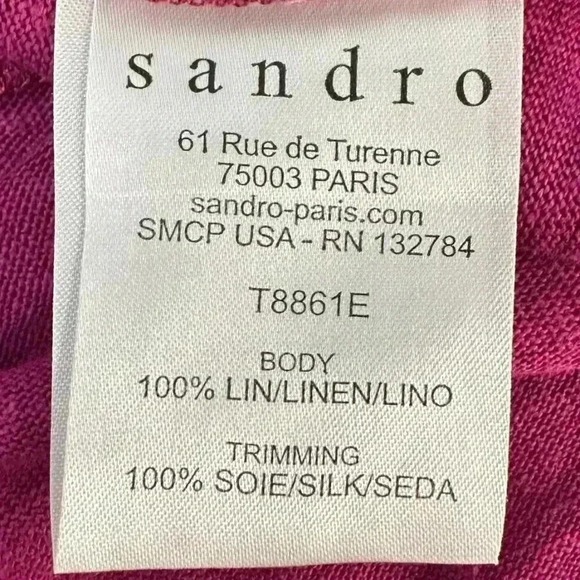 sandro
61 Rue de Turenne
75003 PARIS
sandro-paris.com
SMCP USA - RN 132784
T8861E
BODY
100% LIN/LINEN/LINO
TRIMMING
100% SOIE/SILK/SEDA